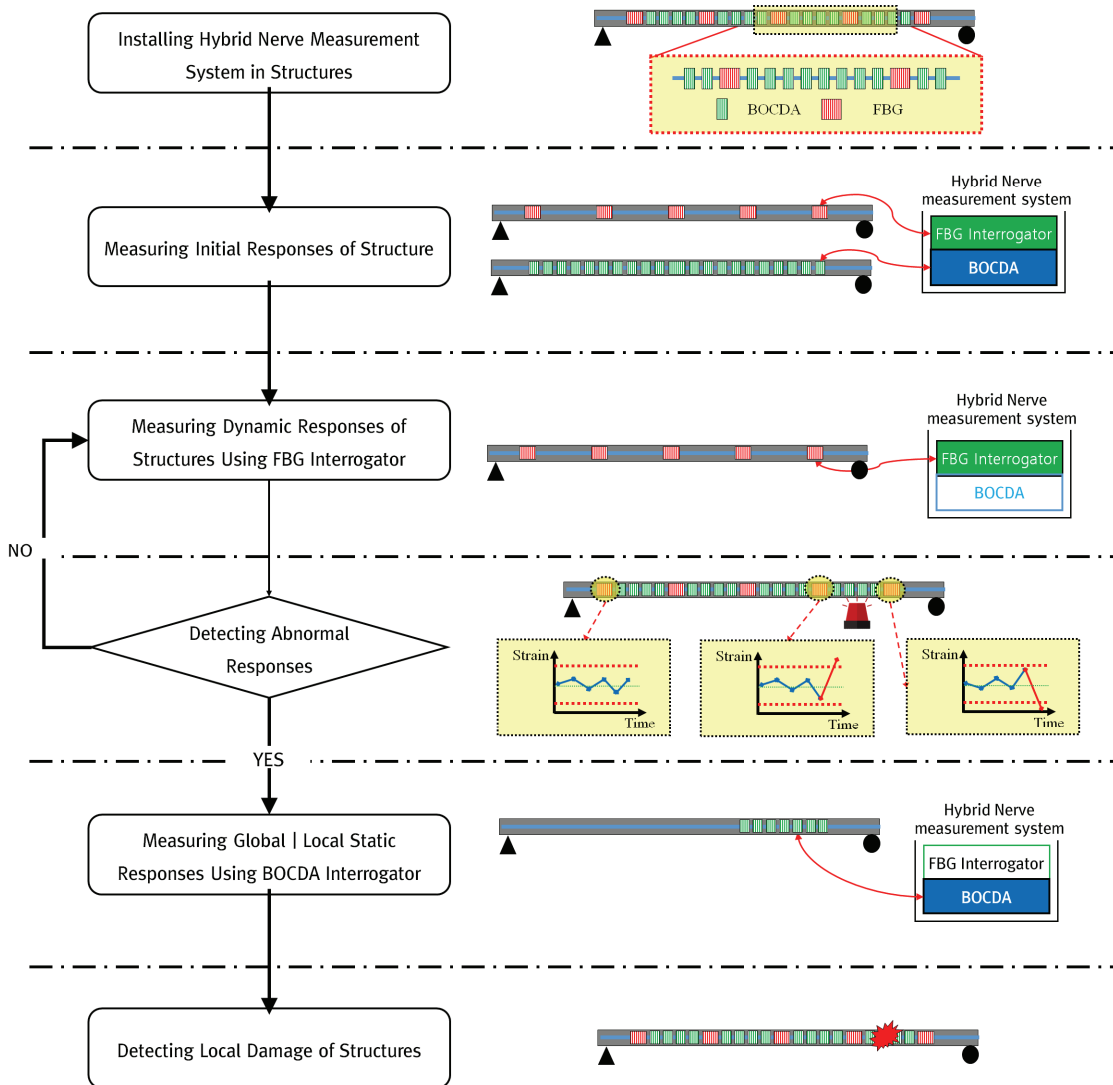 Installing Hybrid Nerve Measurement
System in Structures
BOCDA
FBG
Measuring Initial Responses of Structure
Hybrid Nerve
measurement system
FBG Interrogator
BOCDA
Measuring Dynamic Responses of
Structures Using FBG Interrogator
Hybrid Nerve
measurement system
FBG Interrogator
BOCDA
NO
Detecting Abnormal
Responses
Strain
Time
Strain
Time
Strain
Time
YES
Measuring Global | Local Static
Responses Using BOCDA Interrogator
Hybrid Nerve
measurement system
FBG Interrogator
BOCDA
Detecting Local Damage of Structures